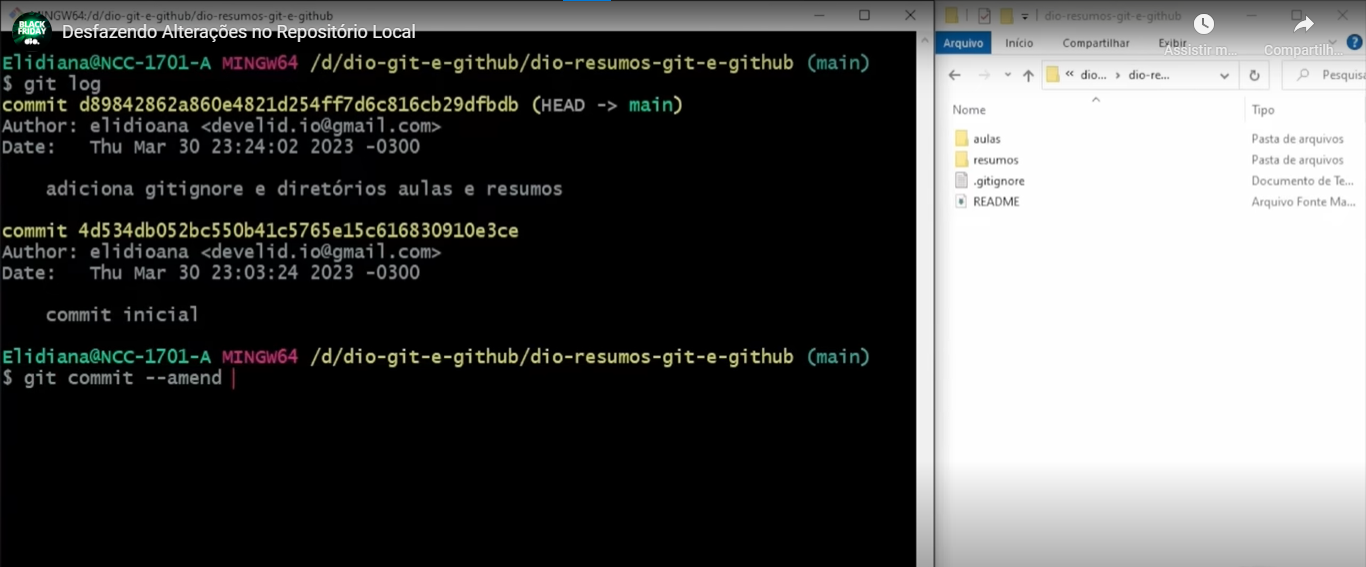 MINGW64:/d/dio-git-e-github/dio-resumos-git-e-github
BLACK
FRIDAY
dio.
Desfazendo Alterações no Repositório Local
Elidiana@NCC-1701-A MINGW64 /d/dio-git-e-github/dio-resumos-git-e-github (main)
$ git log
commit d89842862a860e4821d254ff7d6c816cb29dfbdb (HEAD -> main)
Author: elidioana <develid.io@gmail.com>
Date:   Thu Mar 30 23:24:02 2023 -0300
adiciona gitignore e diretórios aulas e resumos
commit 4d534db052bc550b41c5765e15c616830910e3ce
Author: elidioana <develid.io@gmail.com>
Date:   Thu Mar 30 23:03:24 2023 -0300
commit inicial
Elidiana@NCC-1701-A MINGW64 /d/dio-git-e-github/dio-resumos-git-e-github (main)
$ git commit --amend
dio-resumos-git-e-github
Assistir m... Compartilh...
Arquivo Início Compartilhar Exibir
« dio... › dio-re... Pesquisa
Nome Tipo
aulas Pasta de arquivos
resumos Pasta de arquivos
.gitignore Documento de Te...
README Arquivo Fonte Ma...